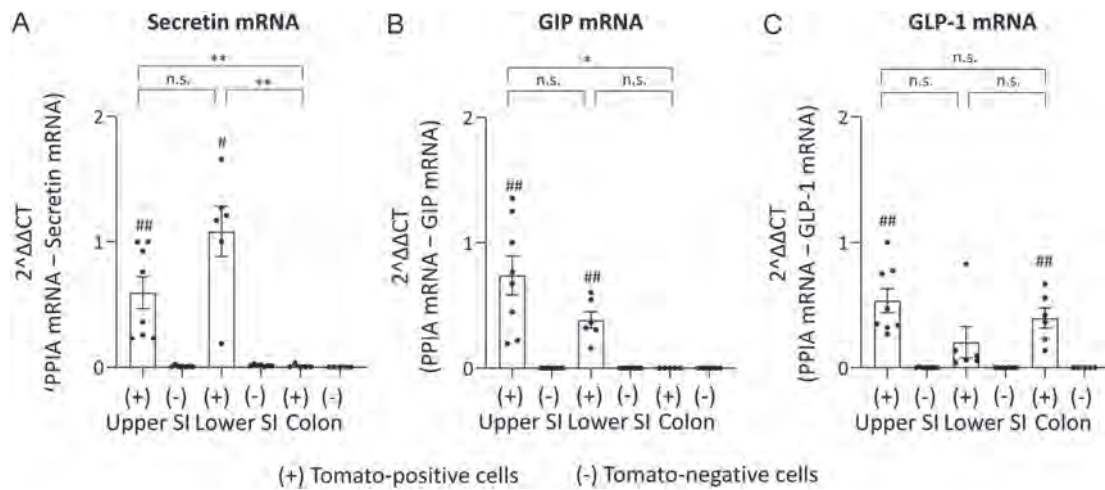 A
Secretin mRNA
**
n.s.
**
2^ΔΔCT
(PPIA mRNA – Secretin mRNA)
2
1
0
##
#
(+) (-) (+) (-) (+) (-)
Upper SI Lower SI Colon
B
GIP mRNA
*
n.s.
n.s.
2^ΔΔCT
(PPIA mRNA – GIP mRNA)
2
1
0
##
##
(+) (-) (+) (-) (+) (-)
Upper SI Lower SI Colon
C
GLP-1 mRNA
n.s.
n.s.
n.s.
2^ΔΔCT
(PPIA mRNA – GLP-1 mRNA)
2
1
0
##
##
(+) (-) (+) (-) (+) (-)
Upper SI Lower SI Colon
(+) Tomato-positive cells (-) Tomato-negative cells